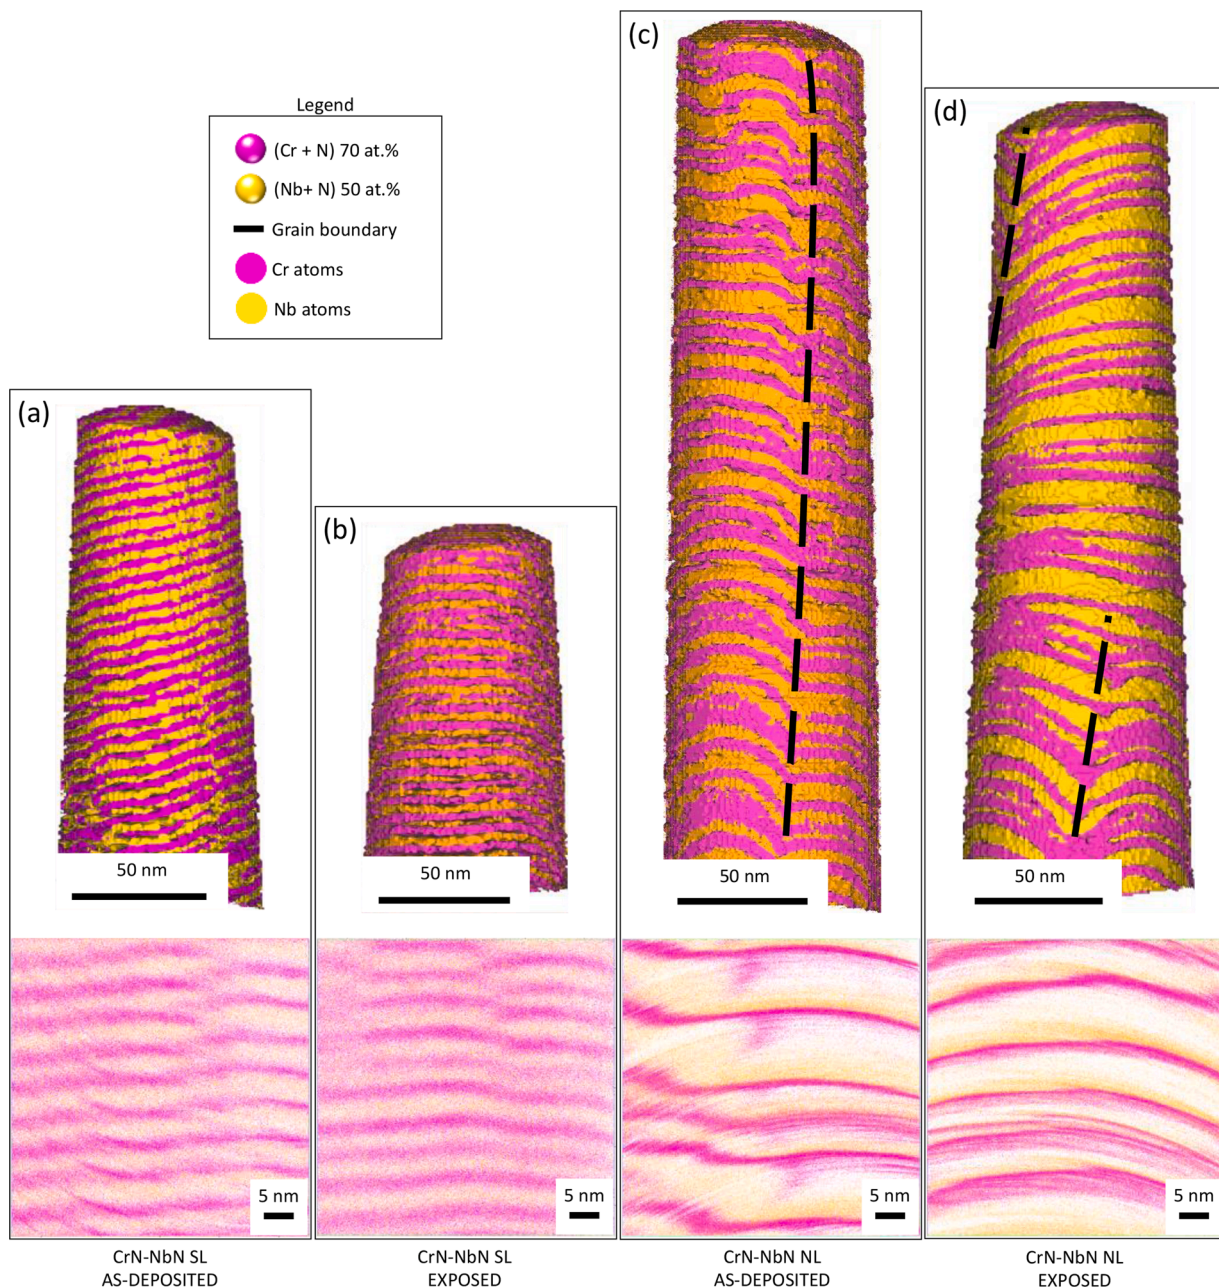 Legend
(Cr + N) 70 at.%
(Nb+ N) 50 at.%
Grain boundary
Cr atoms
Nb atoms
(a)
50 nm
5 nm
CrN-NbN SL
AS-DEPOSITED
(b)
50 nm
5 nm
CrN-NbN SL
EXPOSED
(c)
50 nm
5 nm
CrN-NbN NL
AS-DEPOSITED
(d)
50 nm
5 nm
CrN-NbN NL
EXPOSED